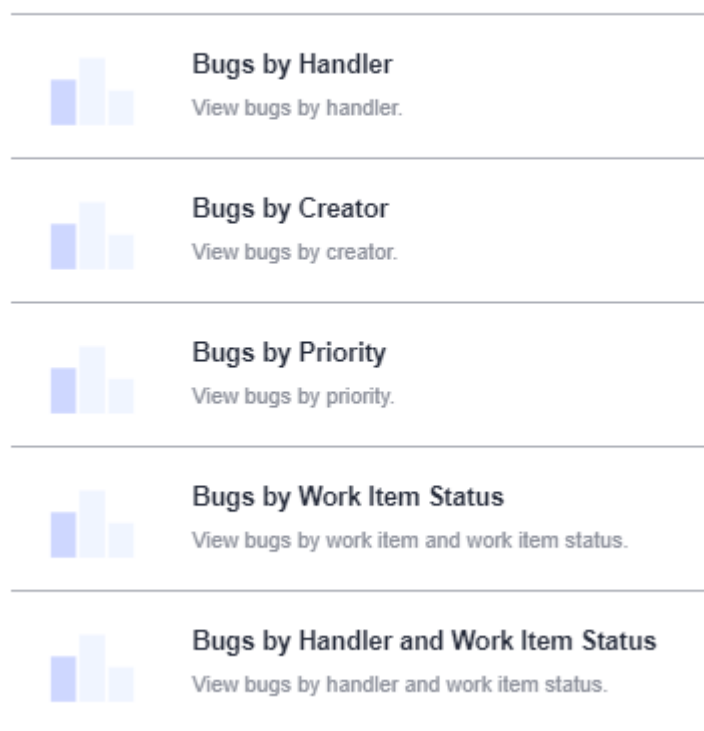 Bugs by Handler
View bugs by handler.
Bugs by Creator
View bugs by creator.
Bugs by Priority
View bugs by priority.
Bugs by Work Item Status
View bugs by work item and work item status.
Bugs by Handler and Work Item Status
View bugs by handler and work item status.